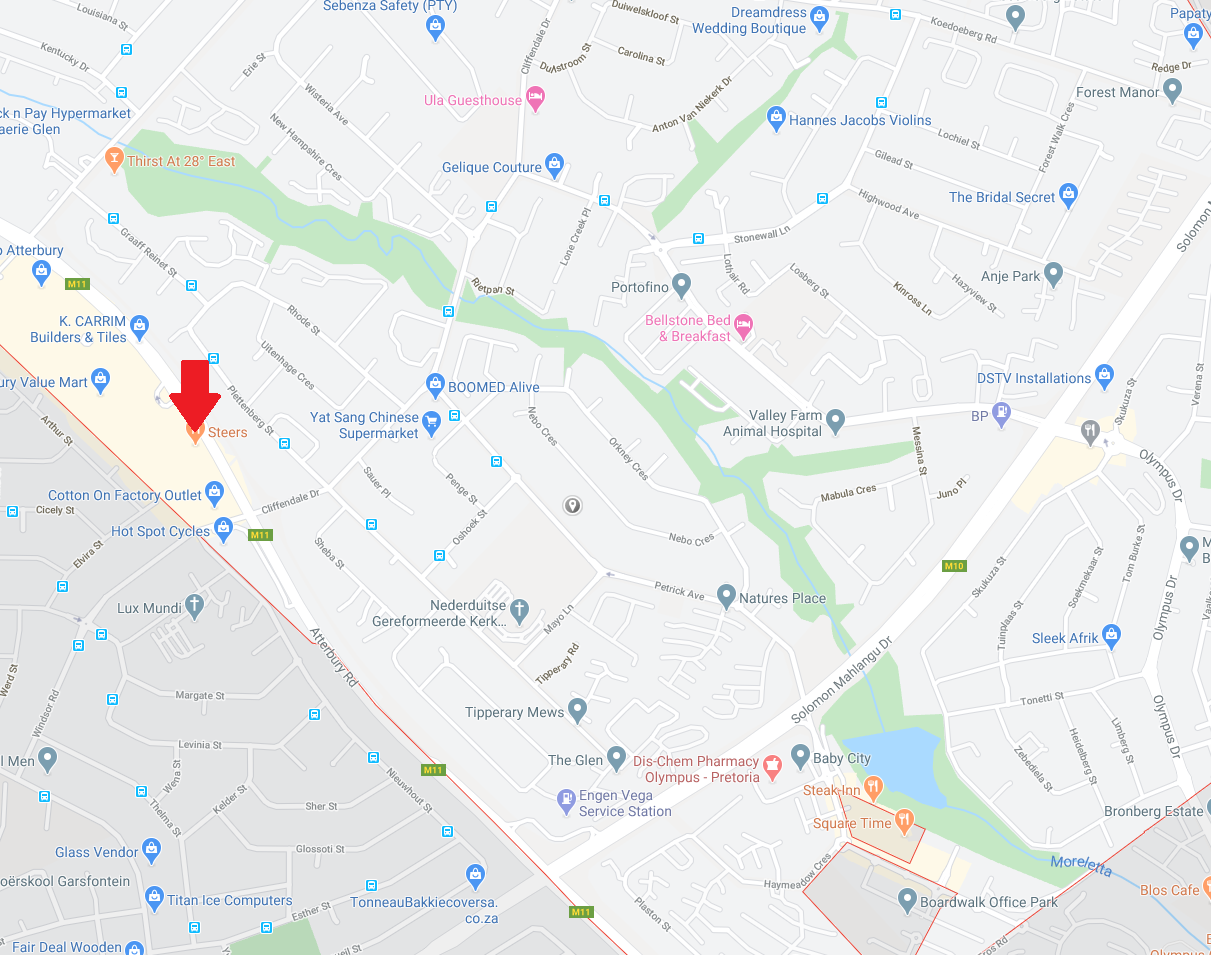 Sebenza Safety (PTY)
Dreamdress
Wedding Boutique
Duiwelskloof St
Louisiana St
Koedoeberg Rd
Papaty
Kentucky Dr
Erie St
Cliffendale Dr
Dullstroom St
Carolina St
Redge Dr
Forest Manor
Wisteria Ave
Ula Guesthouse
Anton Van Niekerk Dr
Hannes Jacobs Violins
ck n Pay Hypermarket
aerie Glen
New Hampshire Cres
Lochiel St
Forest Walk Cres
Thirst At 28° East
Gelique Couture
Gilead St
Highwood Ave
The Bridal Secret
Graaff Reinet St
Lone Creek Pl
Stonewall Ln
Solomon M
o Atterbury
M11
Rietpan St
Portofino
Lothair Rd
Losberg St
Kinross Ln
Hazyview St
Anje Park
K. CARRIM
Builders & Tiles
Rhode St
Bellstone Bed
& Breakfast
Uitenhage Cres
ury Value Mart
Plettenberg St
BOOMED Alive
DSTV Installations
Verena St
Skukuza St
Arthur St
Steers
Yat Sang Chinese
Supermarket
Nebo Cres
Valley Farm
Animal Hospital
BP
Orkney Cres
Messina St
Olympus Dr
Sauer Pl
Penge St
Mabula Cres
Juno Pl
Cotton On Factory Outlet
Cliffendale Dr
Cicely St
Hot Spot Cycles
M11
Oshoek St
Nebo Cres
Elvira St
Sheba St
M10
Skukuza St
Soekmekaar St
Tom Burke St
M
B
Petrick Ave
Natures Place
Lux Mundi
Nederduitse
Gereformeerde Kerk...
Mayo Ln
Tuinplaas St
Olympus Dr
Vaalk
Sleek Afrik
Atterbury Rd
Tipperary Rd
Solomon Mahlangu Dr
Werd St
Windsor Rd
Margate St
Tipperary Mews
Tonetti St
Olympus Dr
Limberg St
Heidelberg St
Zebediela St
Levinia St
l Men
Wena St
The Glen
Dis-Chem Pharmacy
Olympus - Pretoria
Baby City
M11
Nieuwhout St
Steak-Inn
Kelder St
Thelma St
Sher St
Engen Vega
Service Station
Square Time
Bronberg Estate
Glass Vendor
Glossoti St
Moreletta
oërskool Garsfontein
Haymeadow Cres
Blos Cafe
Titan Ice Computers
Esther St
TonneauBakkiecoversa.
co.za
M11
Plaston St
Boardwalk Office Park
Fair Deal Wooden
uell St
ros Rd
Olympus